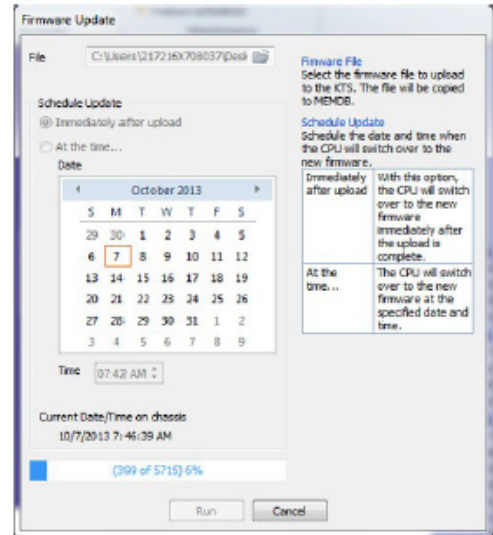 Firmware Update
File
C:\Users\217216X708037\Desk
Schedule Update
Immediately after upload
At the time...
Date
October 2013
S M T W T F S
29 30 1 2 3 4 5
6 7 8 9 10 11 12
13 14 15 16 17 18 19
20 21 22 23 24 25 26
27 28 29 30 31 1 2
3 4 5 6 7 8 9
Time 07:42 AM
Current Date/Time on chassis
10/7/2013 7:46:39 AM
(399 of 5715) 6%
Run Cancel
Firmware File
Select the firmware file to upload
to the KTS. The file will be copied
to MEMDB.
Schedule Update
Schedule the date and time when
the CPU will switch over to the
new firmware.
Immediately
after upload
With this option,
the CPU will switch
over to the new
firmware
immediately after
the upload is
complete.
At the
time...
The CPU will switch
over to the new
firmware at the
specified date and
time.